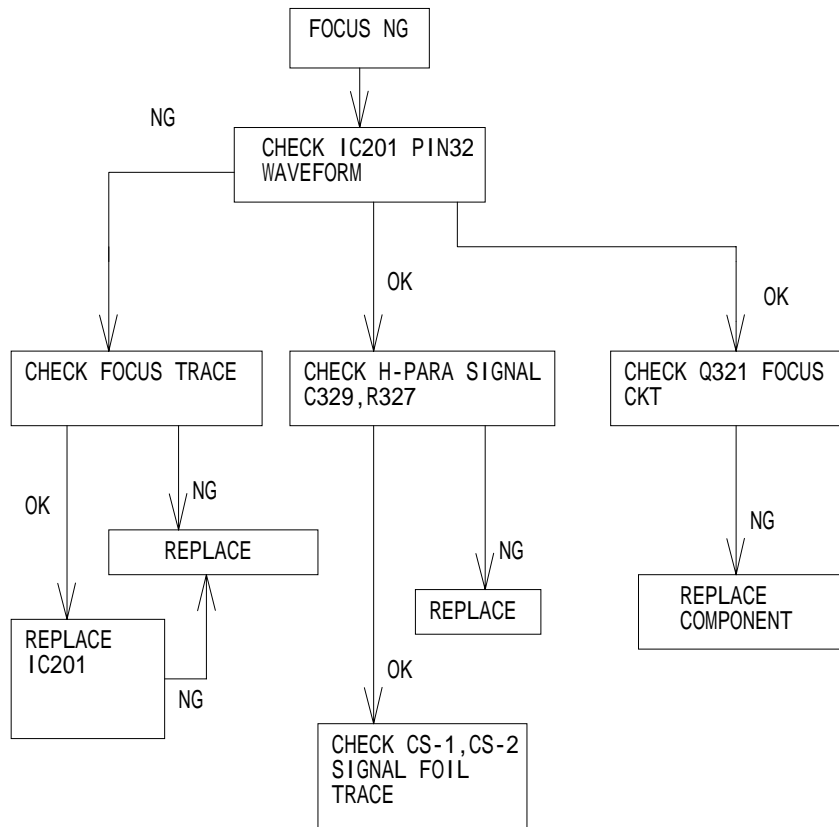 FOCUS NG
NG
CHECK IC201 PIN32
WAVEFORM
OK
OK
CHECK FOCUS TRACE
CHECK H-PARA SIGNAL
C329,R327
CHECK Q321 FOCUS
CKT
OK
NG
REPLACE
NG
NG
REPLACE
REPLACE
COMPONENT
REPLACE
IC201
NG
OK
CHECK CS-1,CS-2
SIGNAL FOIL
TRACE